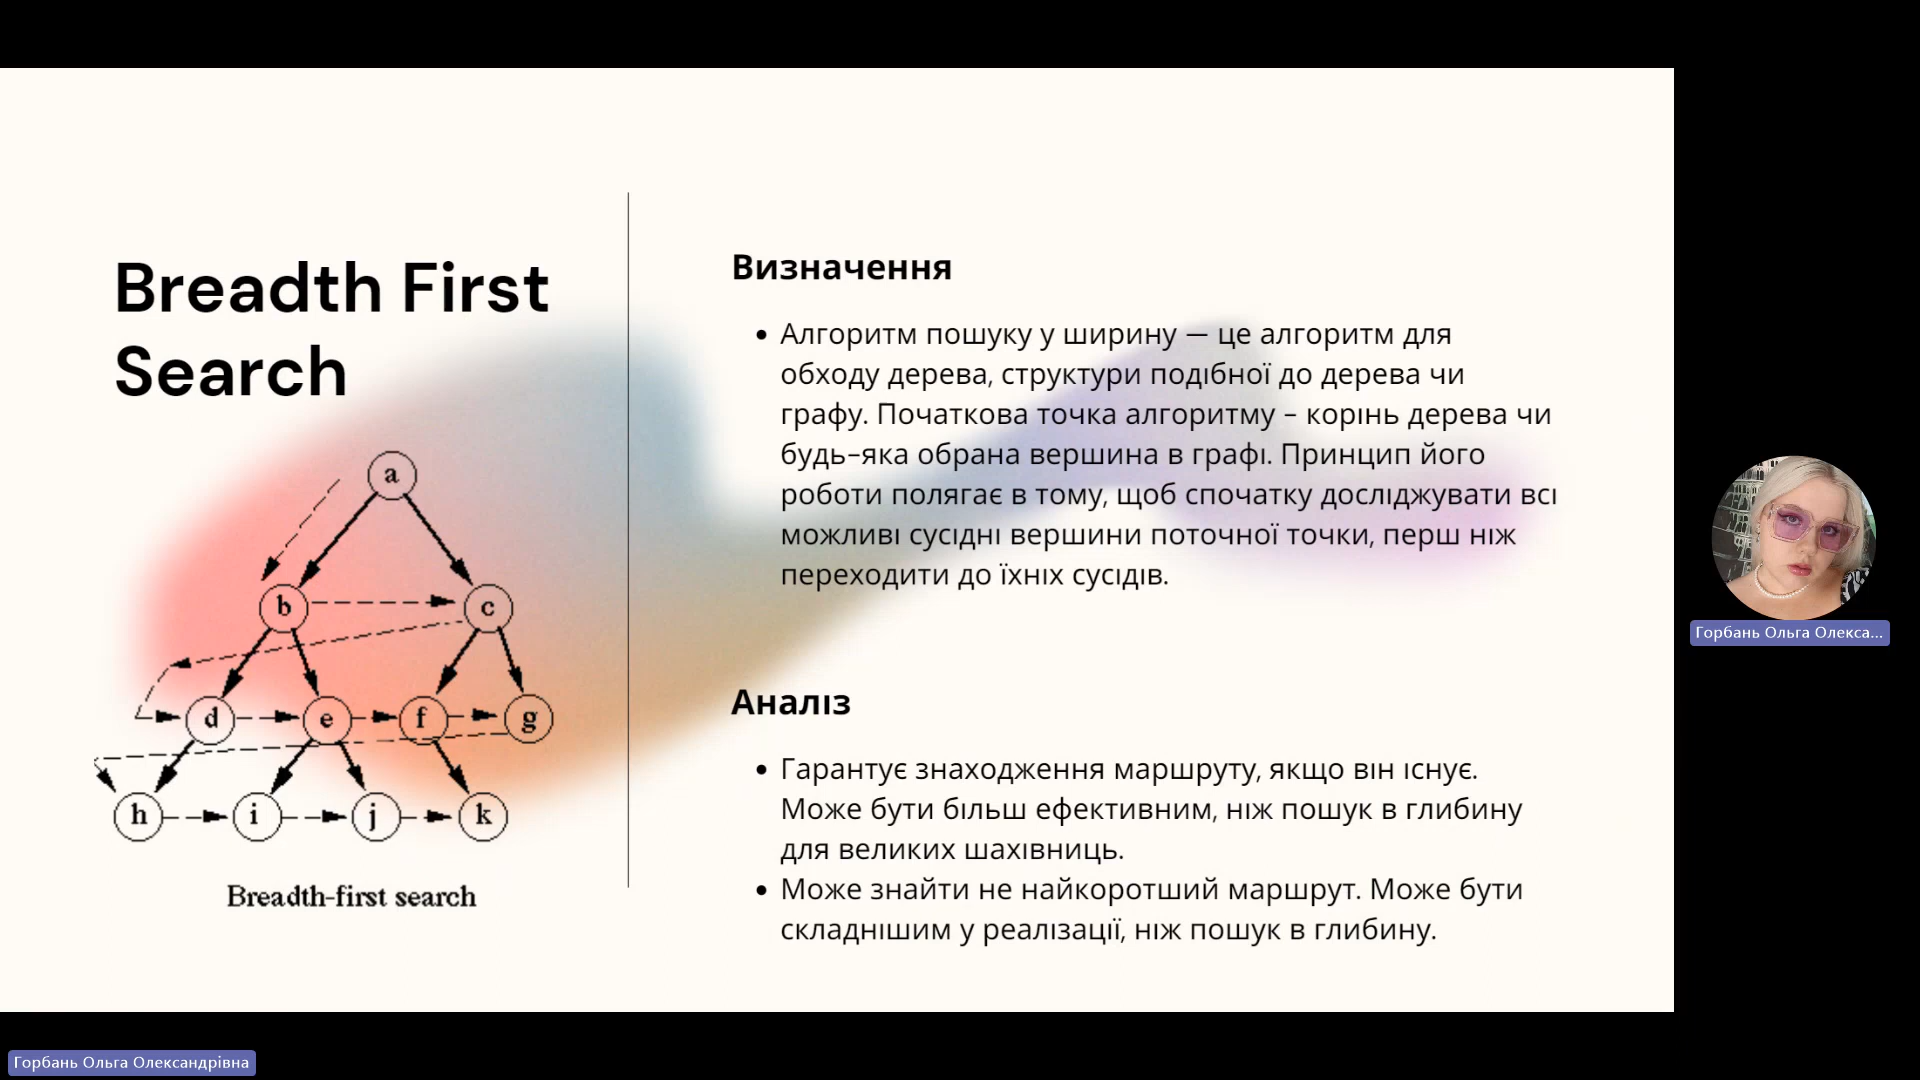 Breadth First
Search
a
b
c
d
e
f
g
h
i
j
k
Breadth-first search
Визначення
• Алгоритм пошуку у ширину — це алгоритм для
обходу дерева, структури подібної до дерева чи
графу. Початкова точка алгоритму – корінь дерева чи
будь-яка обрана вершина в графі. Принцип його
роботи полягає в тому, щоб спочатку досліджувати всі
можливі сусідні вершини поточної точки, перш ніж
переходити до їхніх сусідів.
Аналіз
• Гарантує знаходження маршруту, якщо він існує.
Може бути більш ефективним, ніж пошук в глибину
для великих шахівниць.
• Може знайти не найкоротший маршрут. Може бути
складнішим у реалізації, ніж пошук в глибину.
Горбань Ольга Олекса...
Горбань Ольга Олександрівна